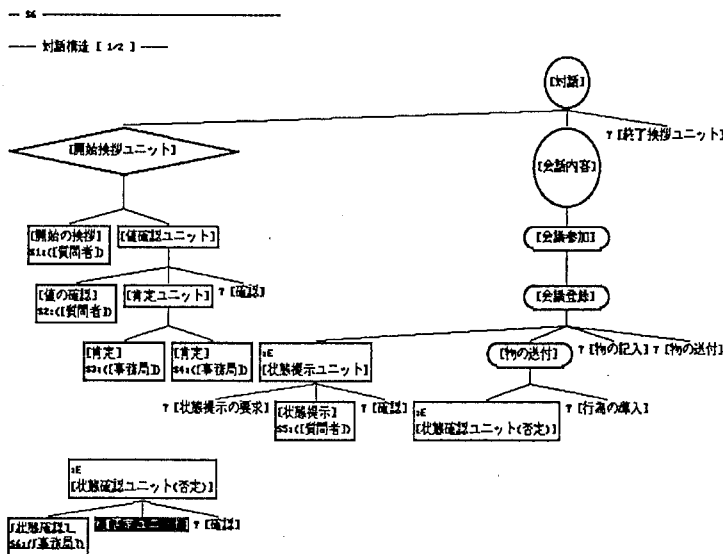 S6
対話構造 [ 1/2 ]
[対話]
[開始挨拶ユニット]
[会話内容]
? [終了挨拶ユニット]
[開始の挨拶]
S1:([質問者])
[値確認ユニット]
[会議参加]
[値の確認]
S2:([質問者])
[肯定ユニット]
? [確認]
[会議登録]
[肯定]
S3:([事務局])
[肯定]
S4:([事務局])
:E
[状態提示ユニット]
[物の送付]
? [物の記入]
? [物の送付]
? [状態提示の要求]
[状態提示]
S5:([質問者])
? [確認]
:E
[状態確認ユニット(否定)]
? [行為の導入]
:E
[状態確認ユニット(否定)]
[状態確認]
S6:([事務局])
? [否定ユニット]
? [確認]